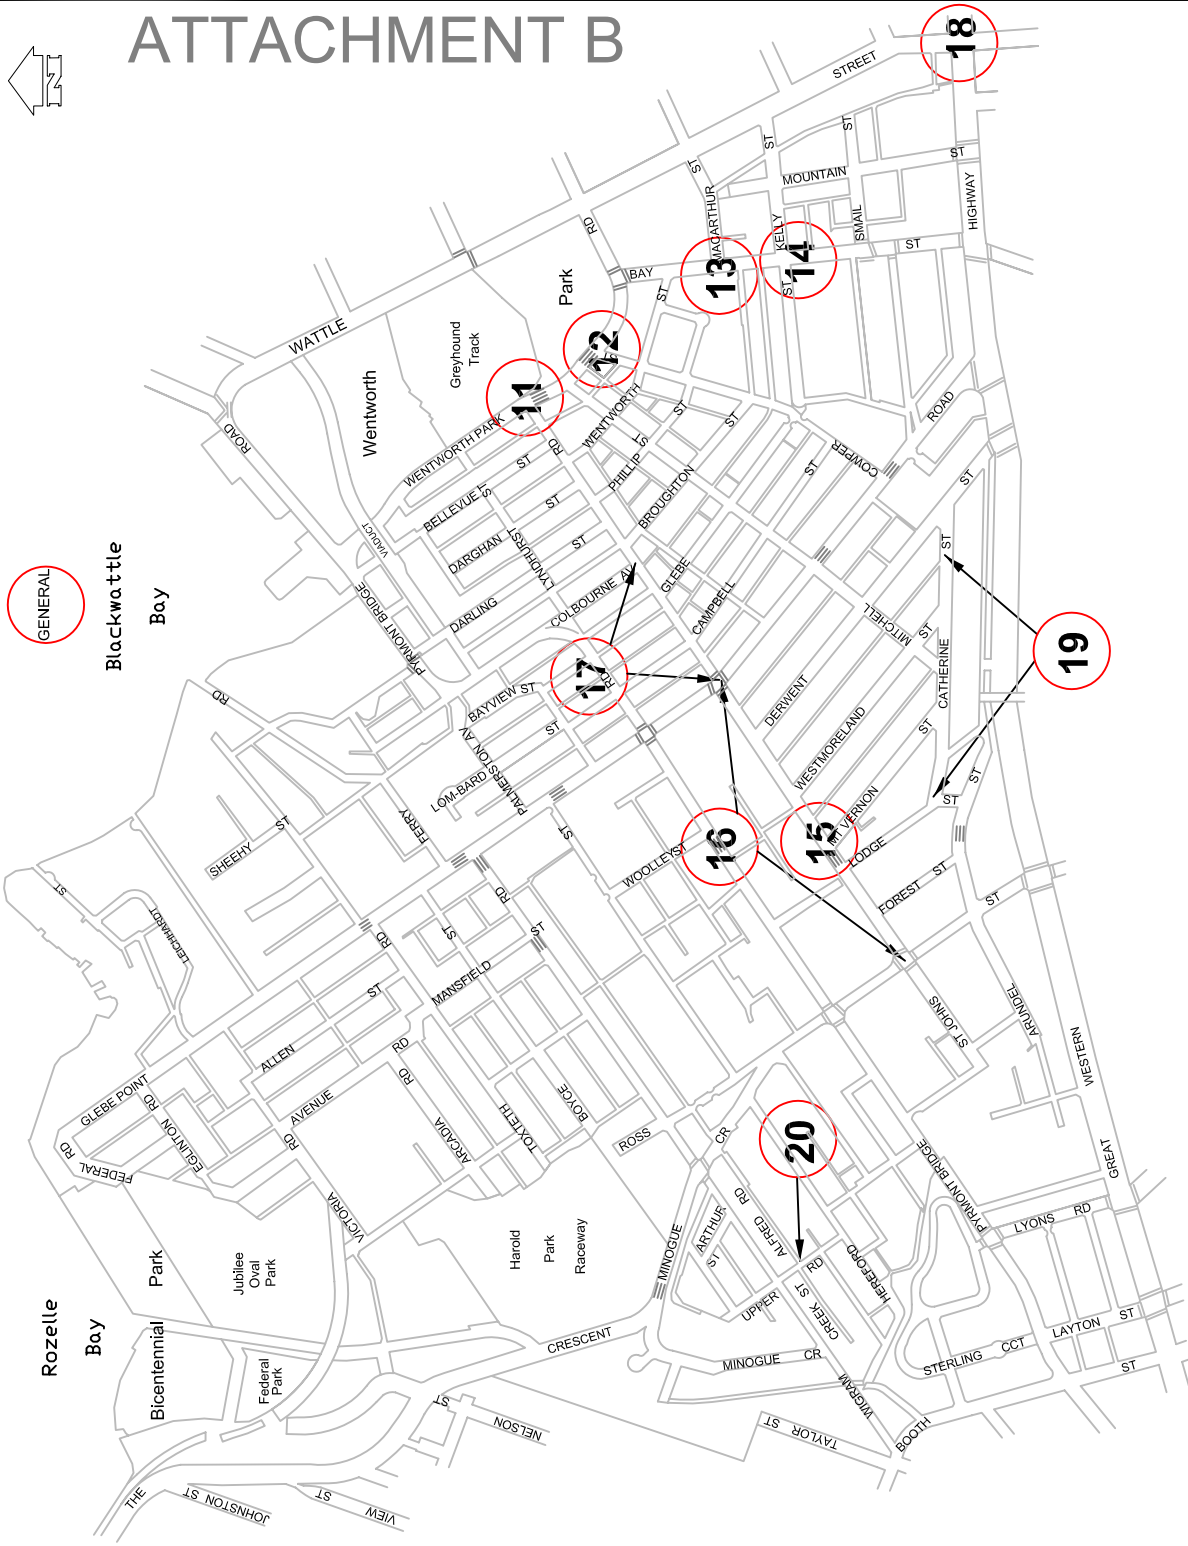 ATTACHMENT B
N
18
STREET
ST
ST
ST
ST
MOUNTAIN
MACARTHUR
KELLY
SMAIL
HIGHWAY
RD
BAY
ST
13
14
ST
ST
Park
WATTLE
Greyhound
Track
Wentworth
12
11
WENTWORTH PARK
RD
WENTWORTH
ST
ST
ROAD
ROAD
COWPER
ST
ST
PHILLIP ST
BROUGHTON
BELLEVUE
ST
ST
ST
VIADUCT
DARGHAN
LYNDHURST
ST
GENERAL
Blackwattle
Bay
PYRMONT BRIDGE
DARLING
COLBOURNE AV
GLEBE
CAMPBELL
MITCHELL
ST
ST
CATHERINE
19
17
RD
RD
BAYVIEW ST
ST
DERWENT
WESTMORELAND
ST
ST
ST
PALMERSTON AV
LOM-BARD
FERRY
SHEEHY
ST
ST
WOOLLEY
ST
16
15
MT VERNON
LODGE
FOREST
ST
ST
ST
LEICHHARDT
RD
RD
ST
ST
MANSFIELD
ST
ALLEN
RD
RD
AVENUE
RD
GLEBE POINT
RD
EGLINTON
RD
FEDERAL
ARCADIA
TOXTETH
BOYCE
ROSS
ST JOHNS
ST
ARUNDEL
WESTERN
GREAT
20
CR
PYRMONT BRIDGE
LYONS
RD
VICTORIA
Harold
Park
Raceway
MINOGUE
ARTHUR
ST
RD
ALFRED
RD
UPPER
ST
CREEK
HEREFORD
Park
Bicentennial
Jubilee
Oval
Park
Rozelle
Bay
Federal
Park
CRESCENT
MINOGUE
CR
WIGRAM
STERLING
CCT
LAYTON
ST
ST
BOOTH
TAYLOR
ST
ST
NELSON
THE
JOHNSTON ST
ST
VIEW